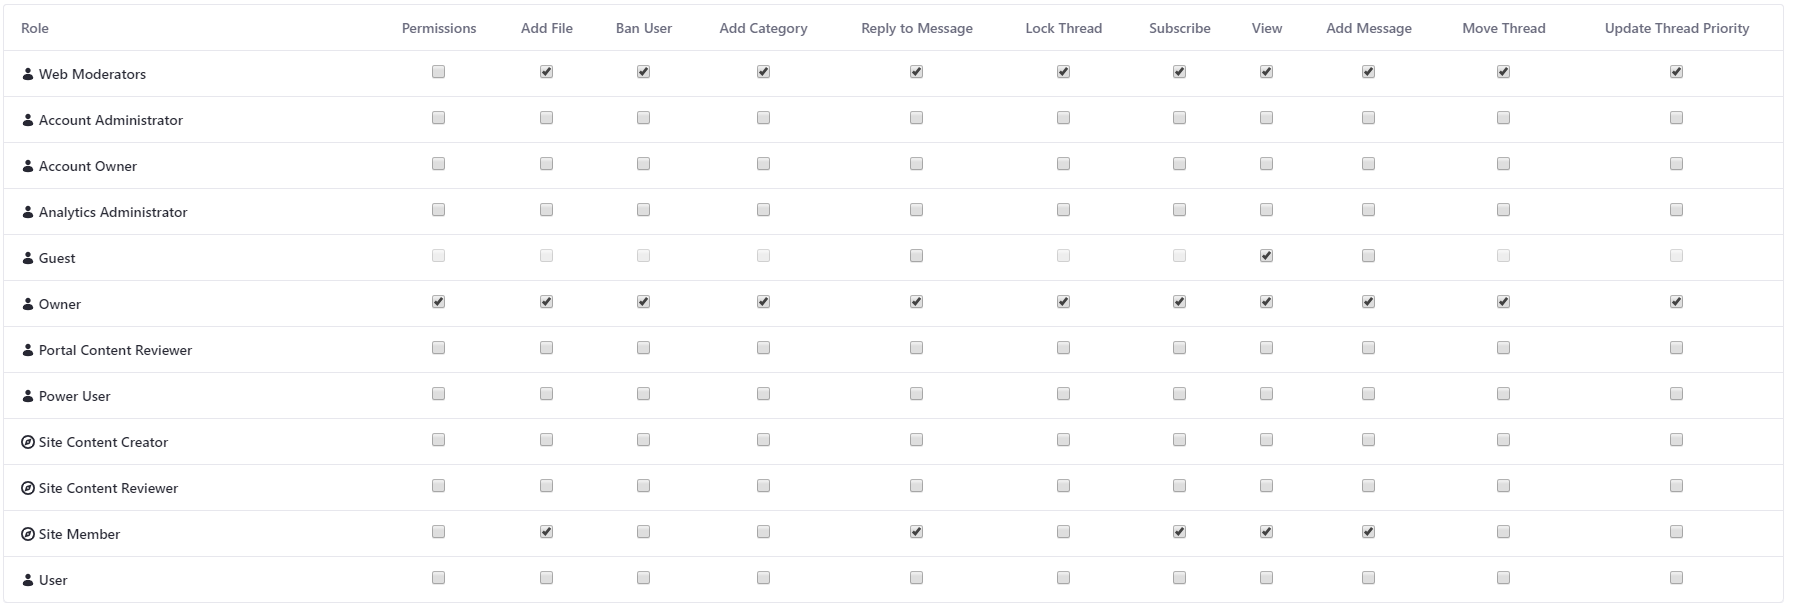 Role Permissions Add File Ban User Add Category Reply to Message Lock Thread Subscribe View Add Message Move Thread Update Thread Priority
Web Moderators
Account Administrator
Account Owner
Analytics Administrator
Guest
Owner
Portal Content Reviewer
Power User
Site Content Creator
Site Content Reviewer
Site Member
User